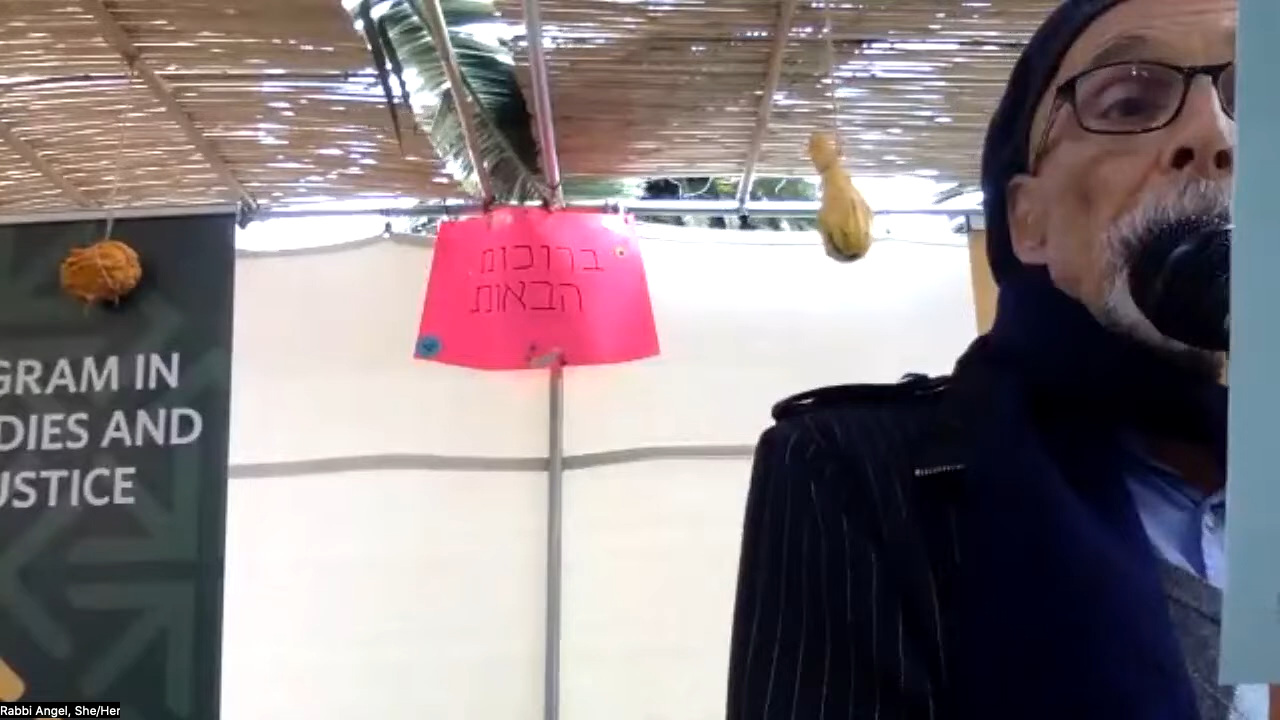 ברוכות
הבאות
GRAM IN
DIES AND
USTICE
Rabbi Angel, She/Her